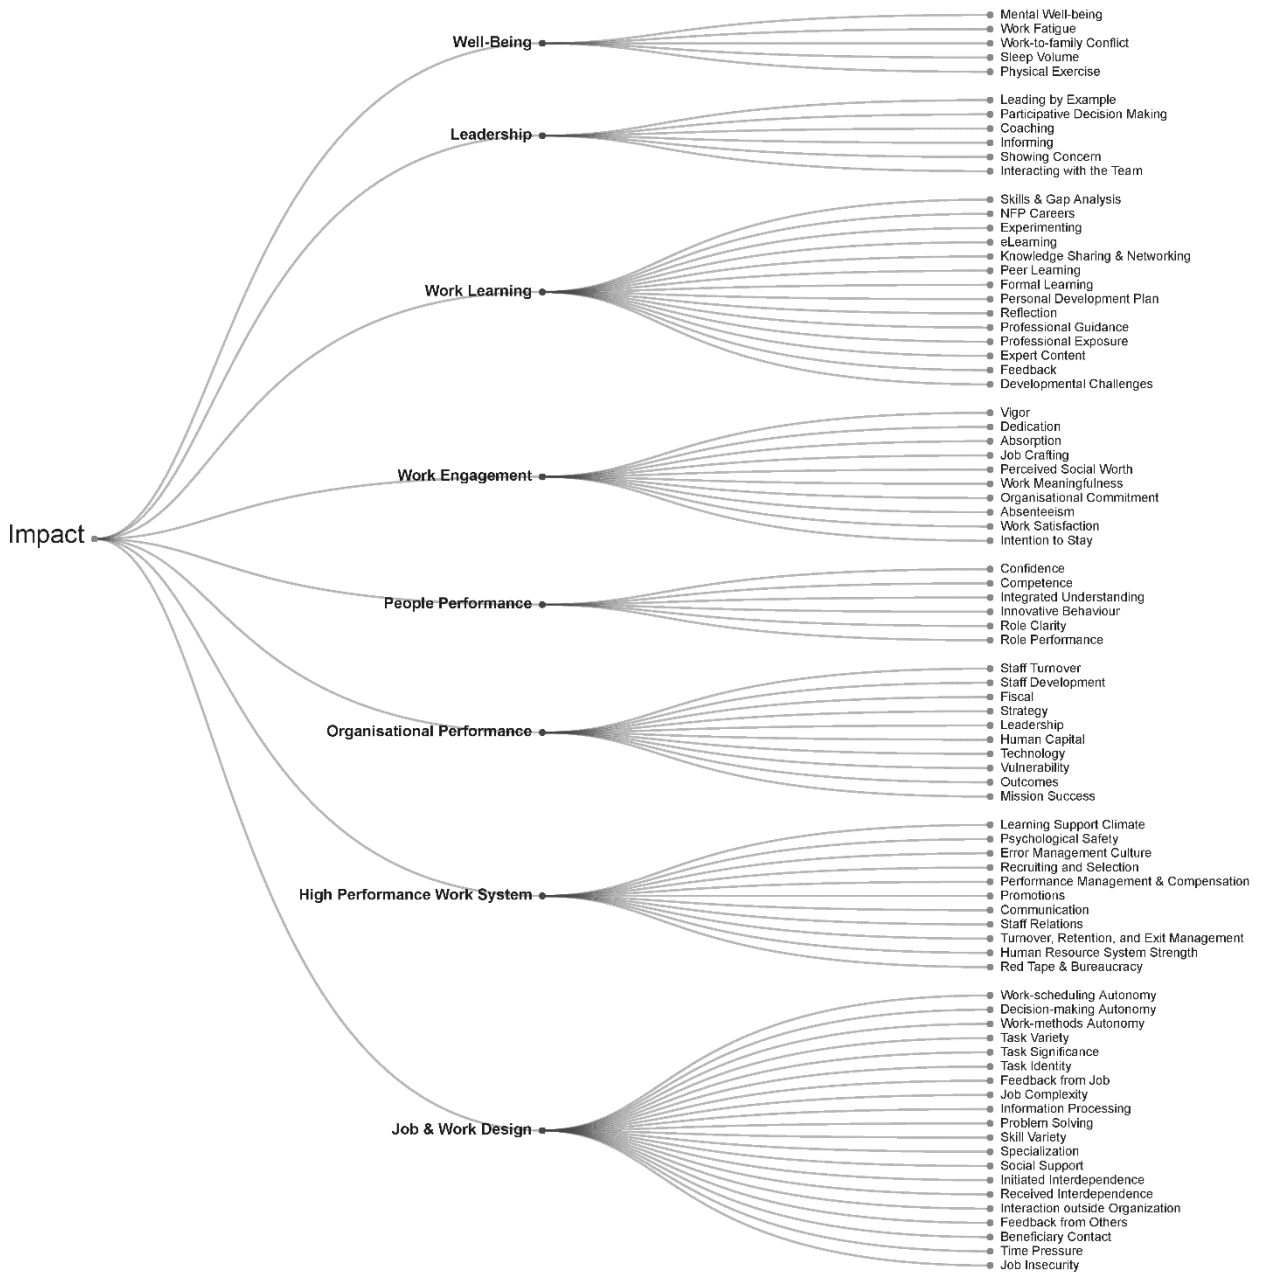 Impact
Well-Being
Mental Well-being
Work Fatigue
Work-to-family Conflict
Sleep Volume
Physical Exercise
Leadership
Leading by Example
Participative Decision Making
Coaching
Informing
Showing Concern
Interacting with the Team
Work Learning
Skills & Gap Analysis
NFP Careers
Experimenting
eLearning
Knowledge Sharing & Networking
Peer Learning
Formal Learning
Personal Development Plan
Reflection
Professional Guidance
Professional Exposure
Expert Content
Feedback
Developmental Challenges
Work Engagement
Vigor
Dedication
Absorption
Job Crafting
Perceived Social Worth
Work Meaningfulness
Organisational Commitment
Absenteeism
Work Satisfaction
Intention to Stay
People Performance
Confidence
Competence
Integrated Understanding
Innovative Behaviour
Role Clarity
Role Performance
Organisational Performance
Staff Turnover
Staff Development
Fiscal
Strategy
Leadership
Human Capital
Technology
Vulnerability
Outcomes
Mission Success
High Performance Work System
Learning Support Climate
Psychological Safety
Error Management Culture
Recruiting and Selection
Performance Management & Compensation
Promotions
Communication
Staff Relations
Turnover, Retention, and Exit Management
Human Resource System Strength
Red Tape & Bureaucracy
Job & Work Design
Work-scheduling Autonomy
Decision-making Autonomy
Work-methods Autonomy
Task Variety
Task Significance
Task Identity
Feedback from Job
Job Complexity
Information Processing
Problem Solving
Skill Variety
Specialization
Social Support
Initiated Interdependence
Received Interdependence
Interaction outside Organization
Feedback from Others
Beneficiary Contact
Time Pressure
Job Insecurity